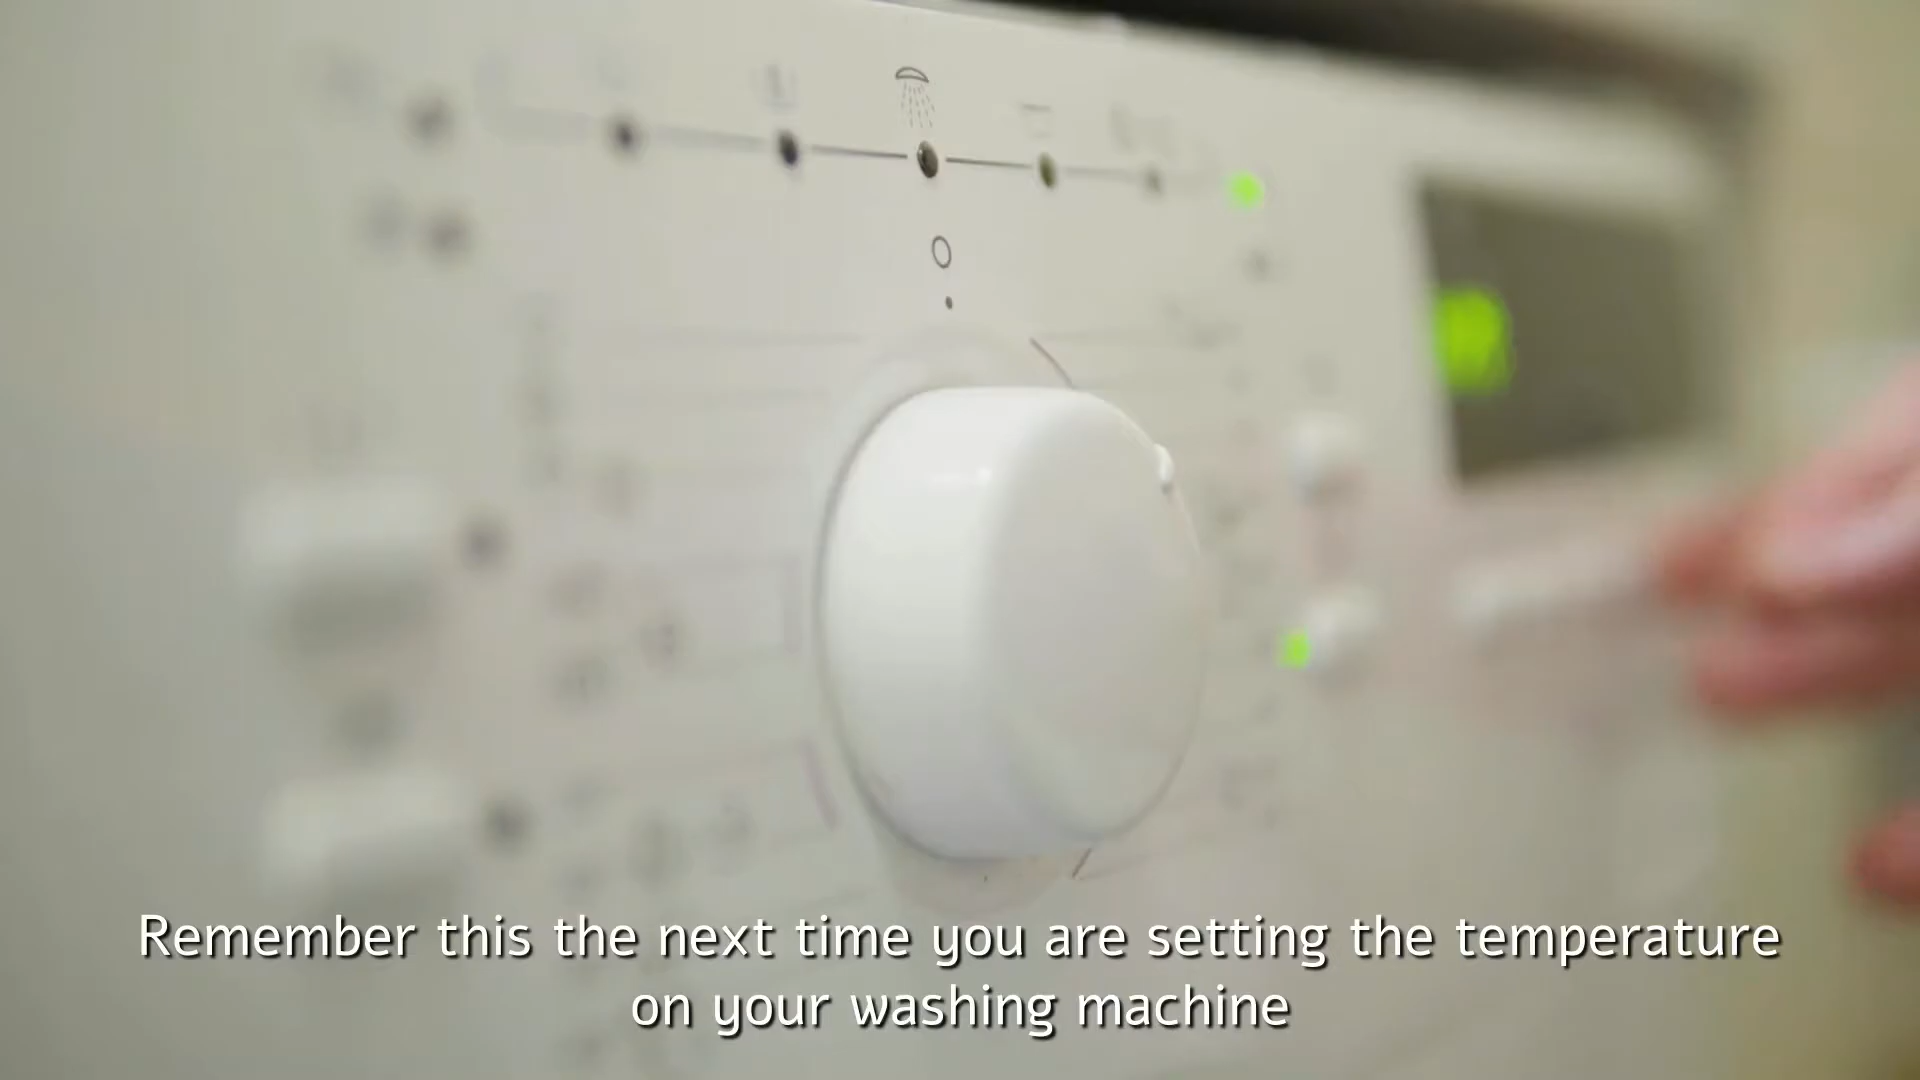 Remember this the next time you are setting the temperature
on your washing machine